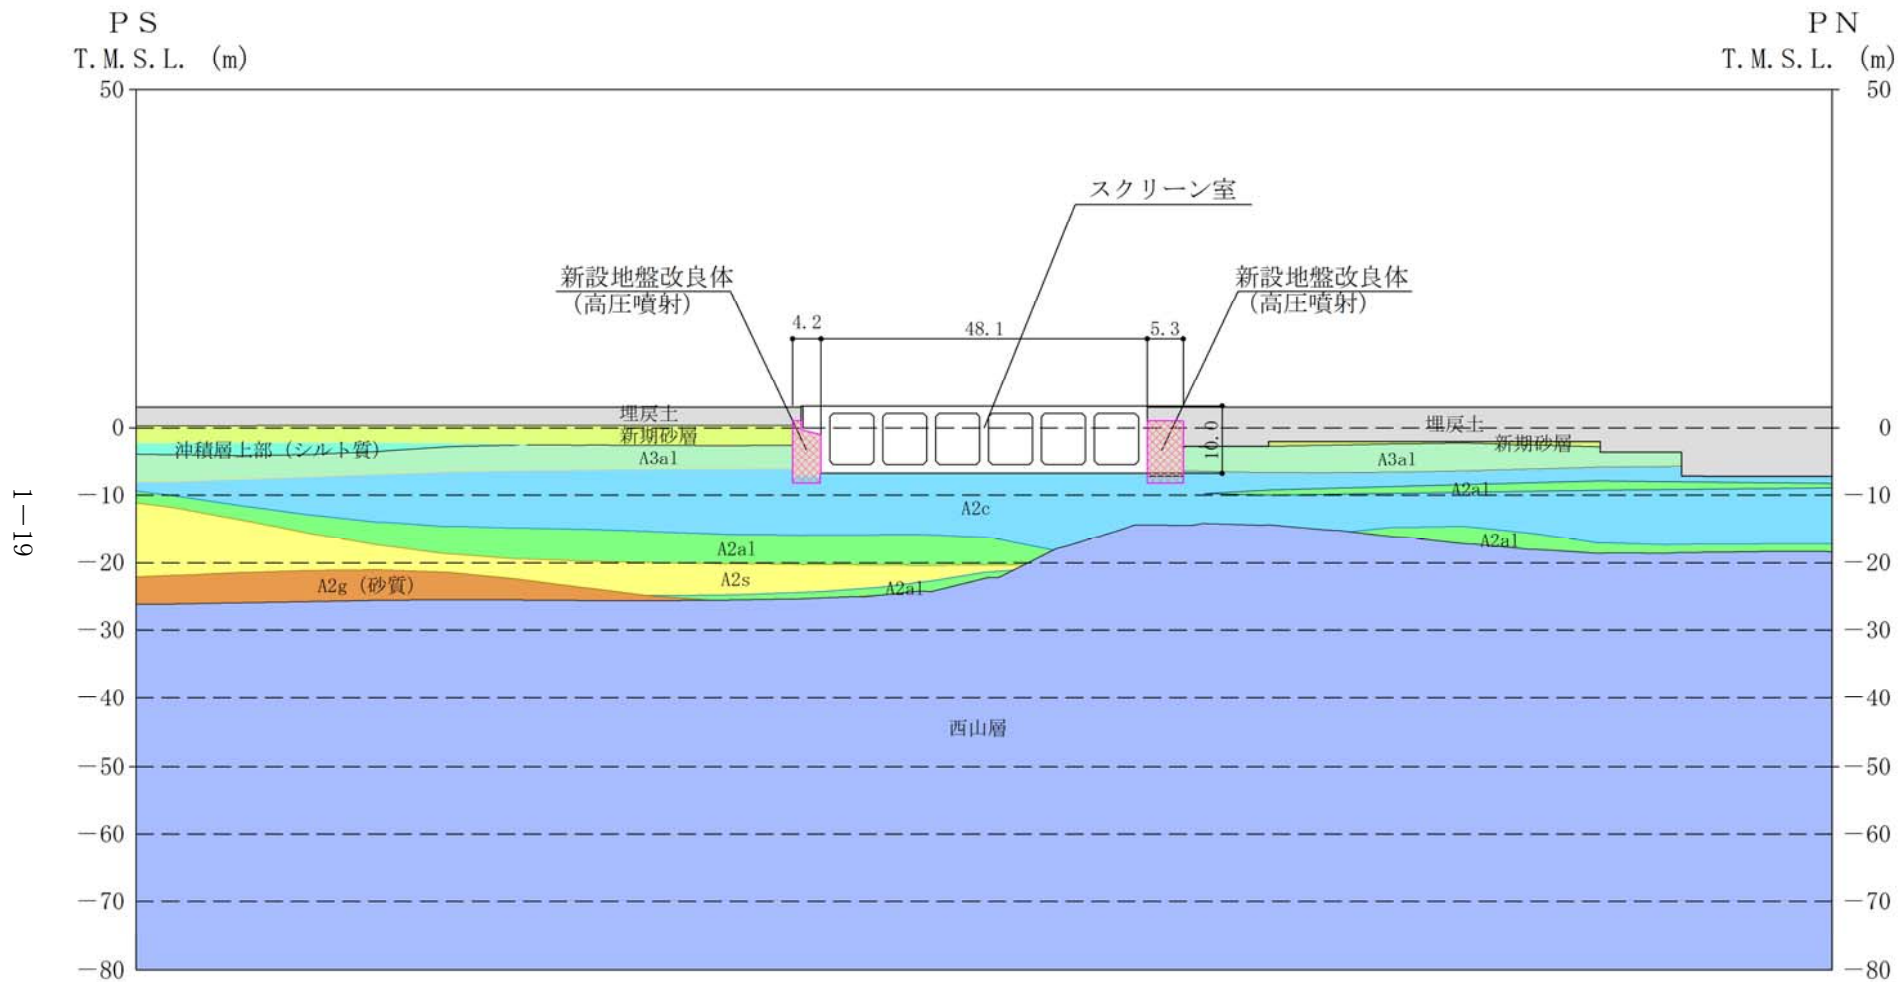 ＰＳ
ＰＮ
T.M.S.L. (m)
T.M.S.L. (m)
50
50
スクリーン室
新設地盤改良体
(高圧噴射)
新設地盤改良体
(高圧噴射)
4.2
48.1
5.3
埋戻土
0
新期砂層
沖積層上部（シルト質）
A3al
10.0
埋戻土
0
新期砂層
A3al
－10
A2c
A2al
－10
A2al
A2al
－20
A2s
－20
A2g（砂質）
A2al
－30
－30
－40
－40
西山層
－50
－50
－60
－60
－70
－70
－80
－80
1－19